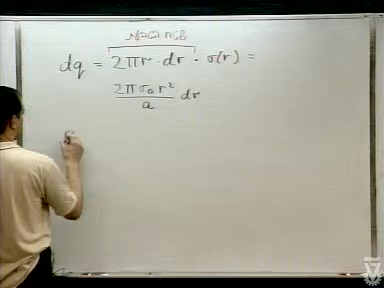 dq = 2πr · dr · σ(r) =
2πσ₀r² / a dr